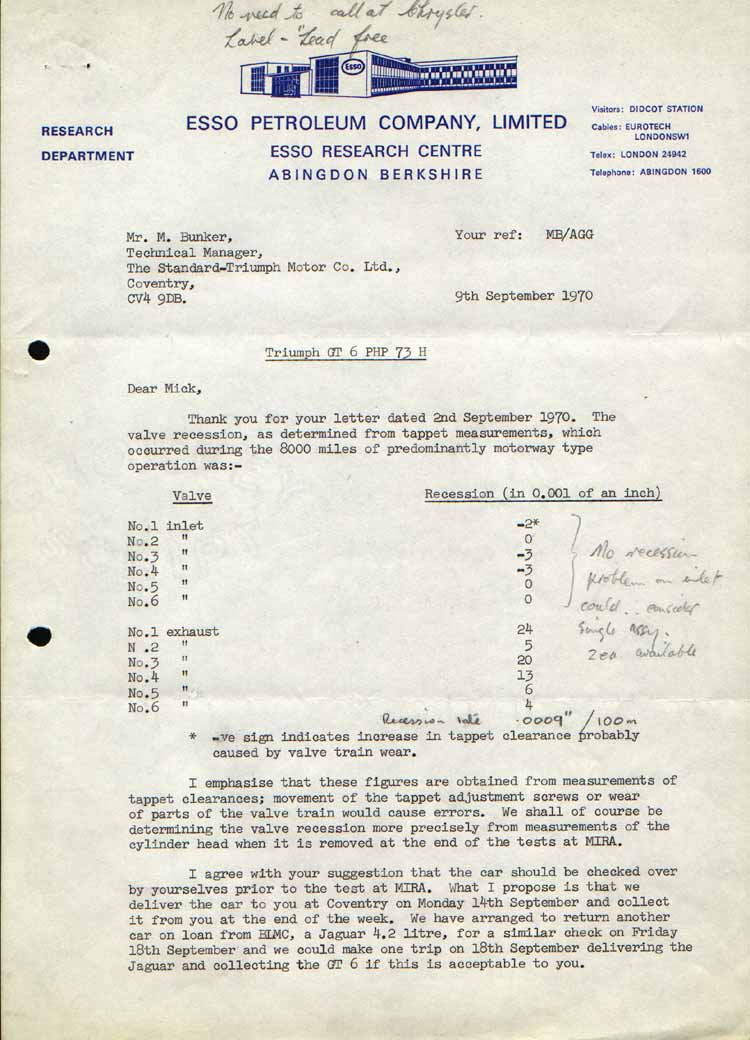 No need to call at Chrysler.
Label - "Lead free
Esso
RESEARCH
DEPARTMENT
ESSO PETROLEUM COMPANY, LIMITED
ESSO RESEARCH CENTRE
ABINGDON BERKSHIRE
Visitors: DIDCOT STATION
Cables: EUROTECH
LONDONSW1
Telex: LONDON 24942
Telephone: ABINGDON 1600
Mr. M. Bunker,
Technical Manager,
The Standard-Triumph Motor Co. Ltd.,
Coventry,
CV4 9DB.
Your ref: MB/AGG
9th September 1970
Triumph GT 6 PHP 73 H
Dear Mick,
Thank you for your letter dated 2nd September 1970. The
valve recession, as determined from tappet measurements, which
occurred during the 8000 miles of predominantly motorway type
operation was:-
Valve Recession (in 0.001 of an inch)
No.1 inlet -2*
No.2 " 0
No.3 " -3
No.4 " -3
No.5 " 0
No.6 " 0
No recession
problem on inlet
could .. consider
single assy.
2 ea. available
No.1 exhaust 24
N .2 " 5
No.3 " 20
No.4 " 13
No.5 " 6
No.6 " 4
Recession rate .0009" /100m
* -ve sign indicates increase in tappet clearance probably
caused by valve train wear.
I emphasise that these figures are obtained from measurements of
tappet clearances; movement of the tappet adjustment screws or wear
of parts of the valve train would cause errors. We shall of course be
determining the valve recession more precisely from measurements of the
cylinder head when it is removed at the end of the tests at MIRA.
I agree with your suggestion that the car should be checked over
by yourselves prior to the test at MIRA. What I propose is that we
deliver the car to you at Coventry on Monday 14th September and collect
it from you at the end of the week. We have arranged to return another
car on loan from BLMC, a Jaguar 4.2 litre, for a similar check on Friday
18th September and we could make one trip on 18th September delivering the
Jaguar and collecting the GT 6 if this is acceptable to you.